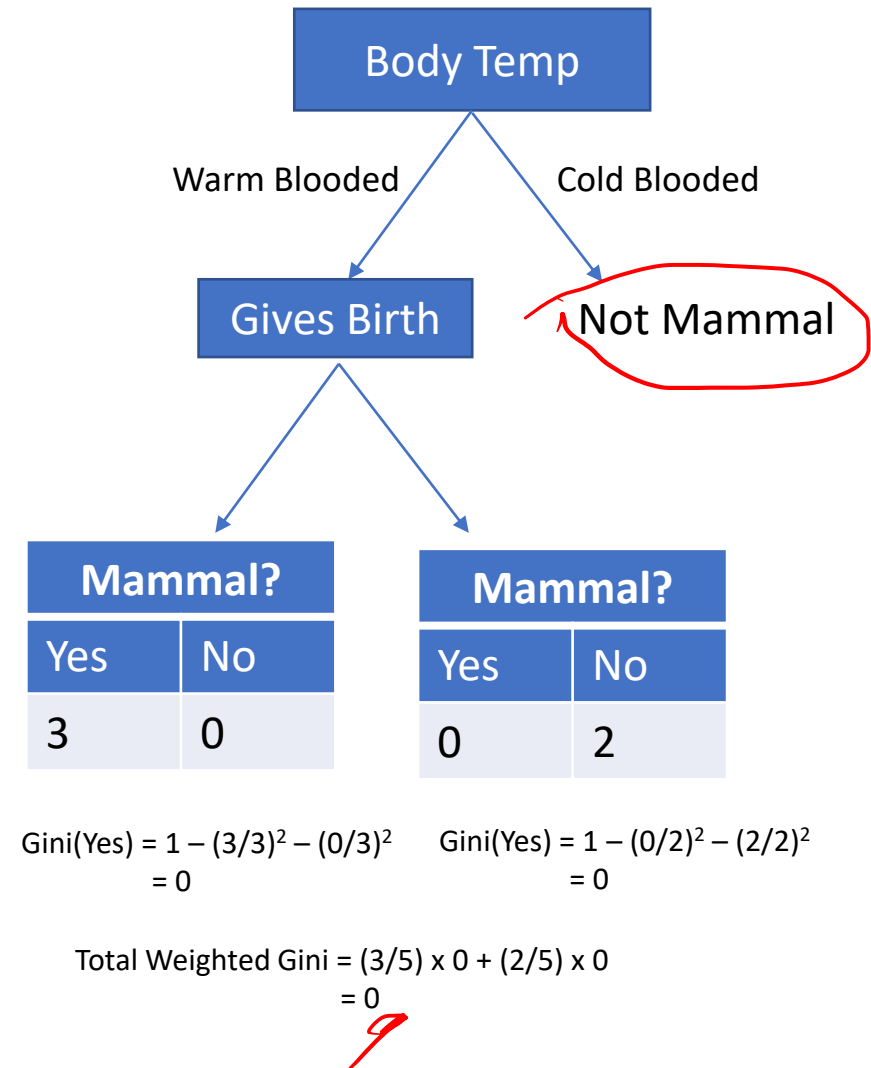 Body Temp
Warm Blooded
Cold Blooded
Gives Birth
Not Mammal
Mammal?
Yes No
3 0
Mammal?
Yes No
0 2
Gini(Yes) = 1 – (3/3)² – (0/3)²
= 0
Gini(Yes) = 1 – (0/2)² – (2/2)²
= 0
Total Weighted Gini = (3/5) x 0 + (2/5) x 0
= 0